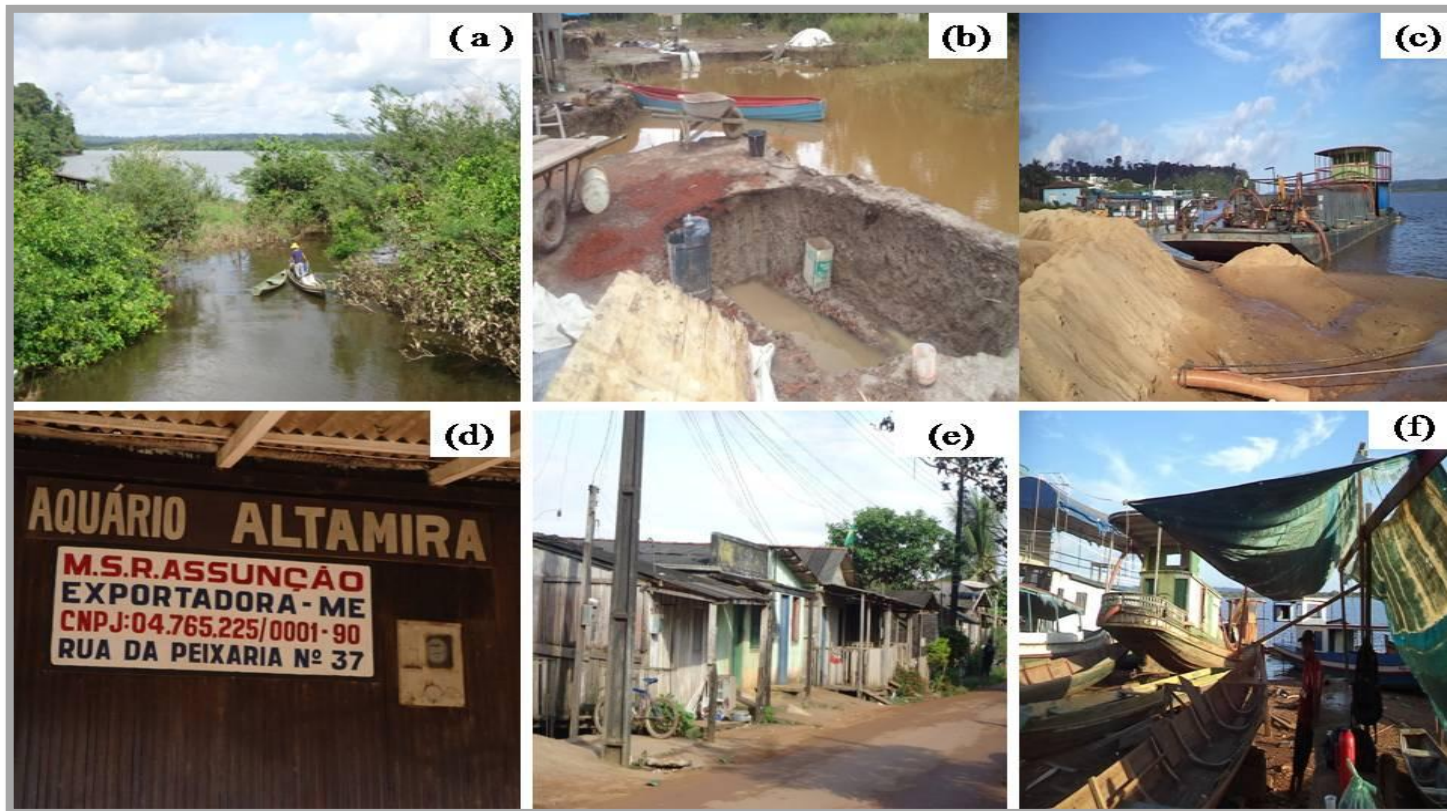 ( a )
(b)
(c)
(d)
AQUÁRIO ALTAMIRA
M.S.R.ASSUNÇÃO
EXPORTADORA-ME
CNPJ:04.765.225/0001-90
RUA DA PEIXARIA Nº 37
(e)
(f)